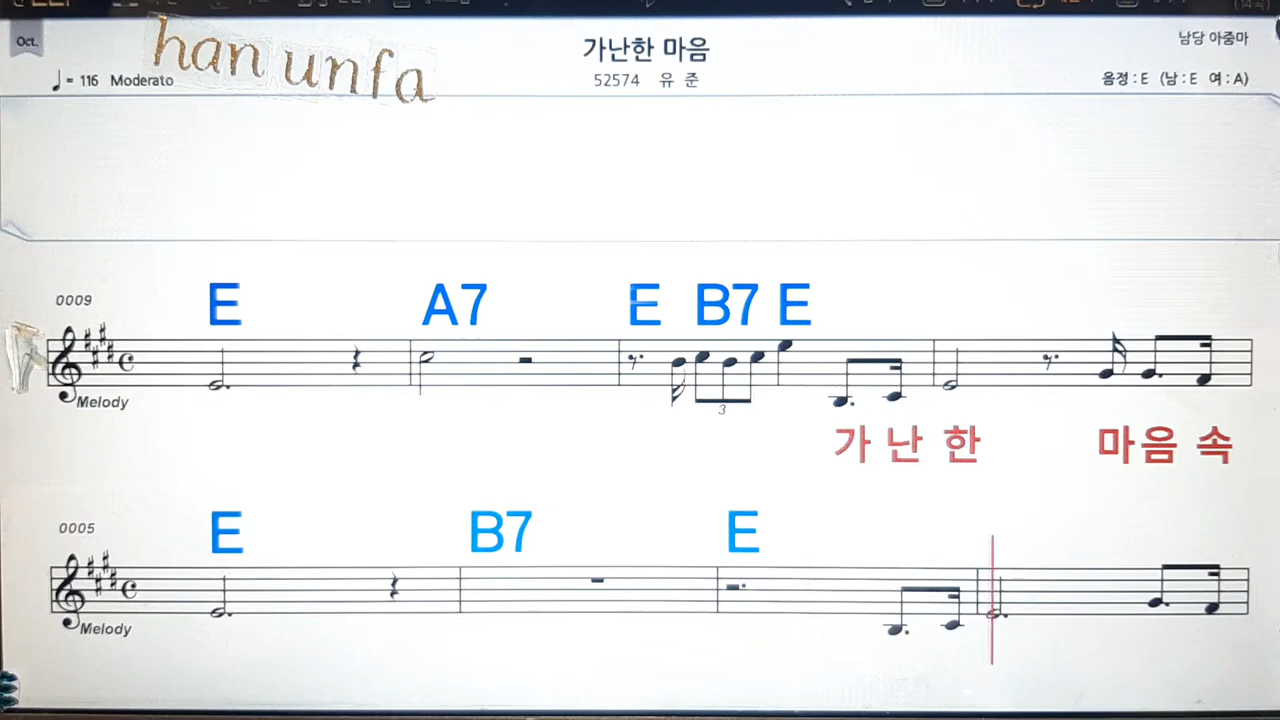 Oct.
han unfa
가난한 마음
남당 아줌마
= 116 Moderato
52574 유 준
음정 : E (남 : E 여 : A)
0009
E A7 E B7 E
Melody
3
가 난 한 마음 속
0005
E B7 E
Melody